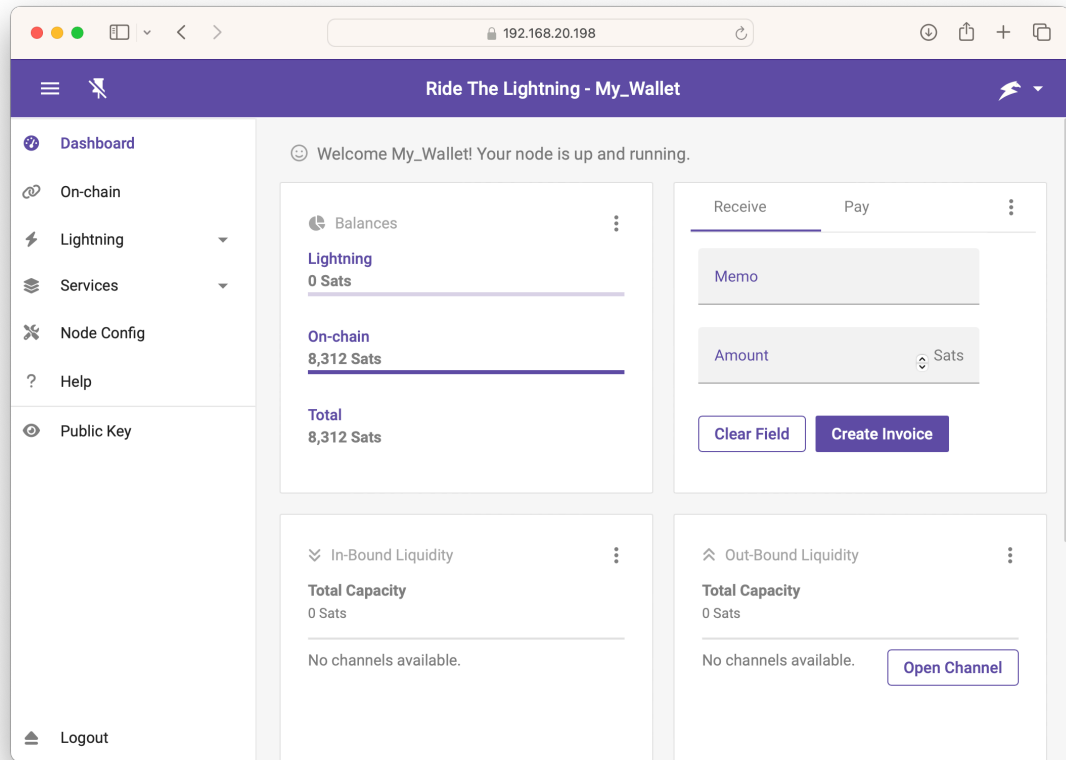 192.168.20.198
Ride The Lightning - My_Wallet
Dashboard
On-chain
Lightning
Services
Node Config
? Help
Public Key
Logout
Welcome My_Wallet! Your node is up and running.
Balances
Lightning
0 Sats
On-chain
8,312 Sats
Total
8,312 Sats
Receive Pay
Memo
Amount Sats
Clear Field Create Invoice
In-Bound Liquidity
Total Capacity
0 Sats
No channels available.
Out-Bound Liquidity
Total Capacity
0 Sats
No channels available.
Open Channel